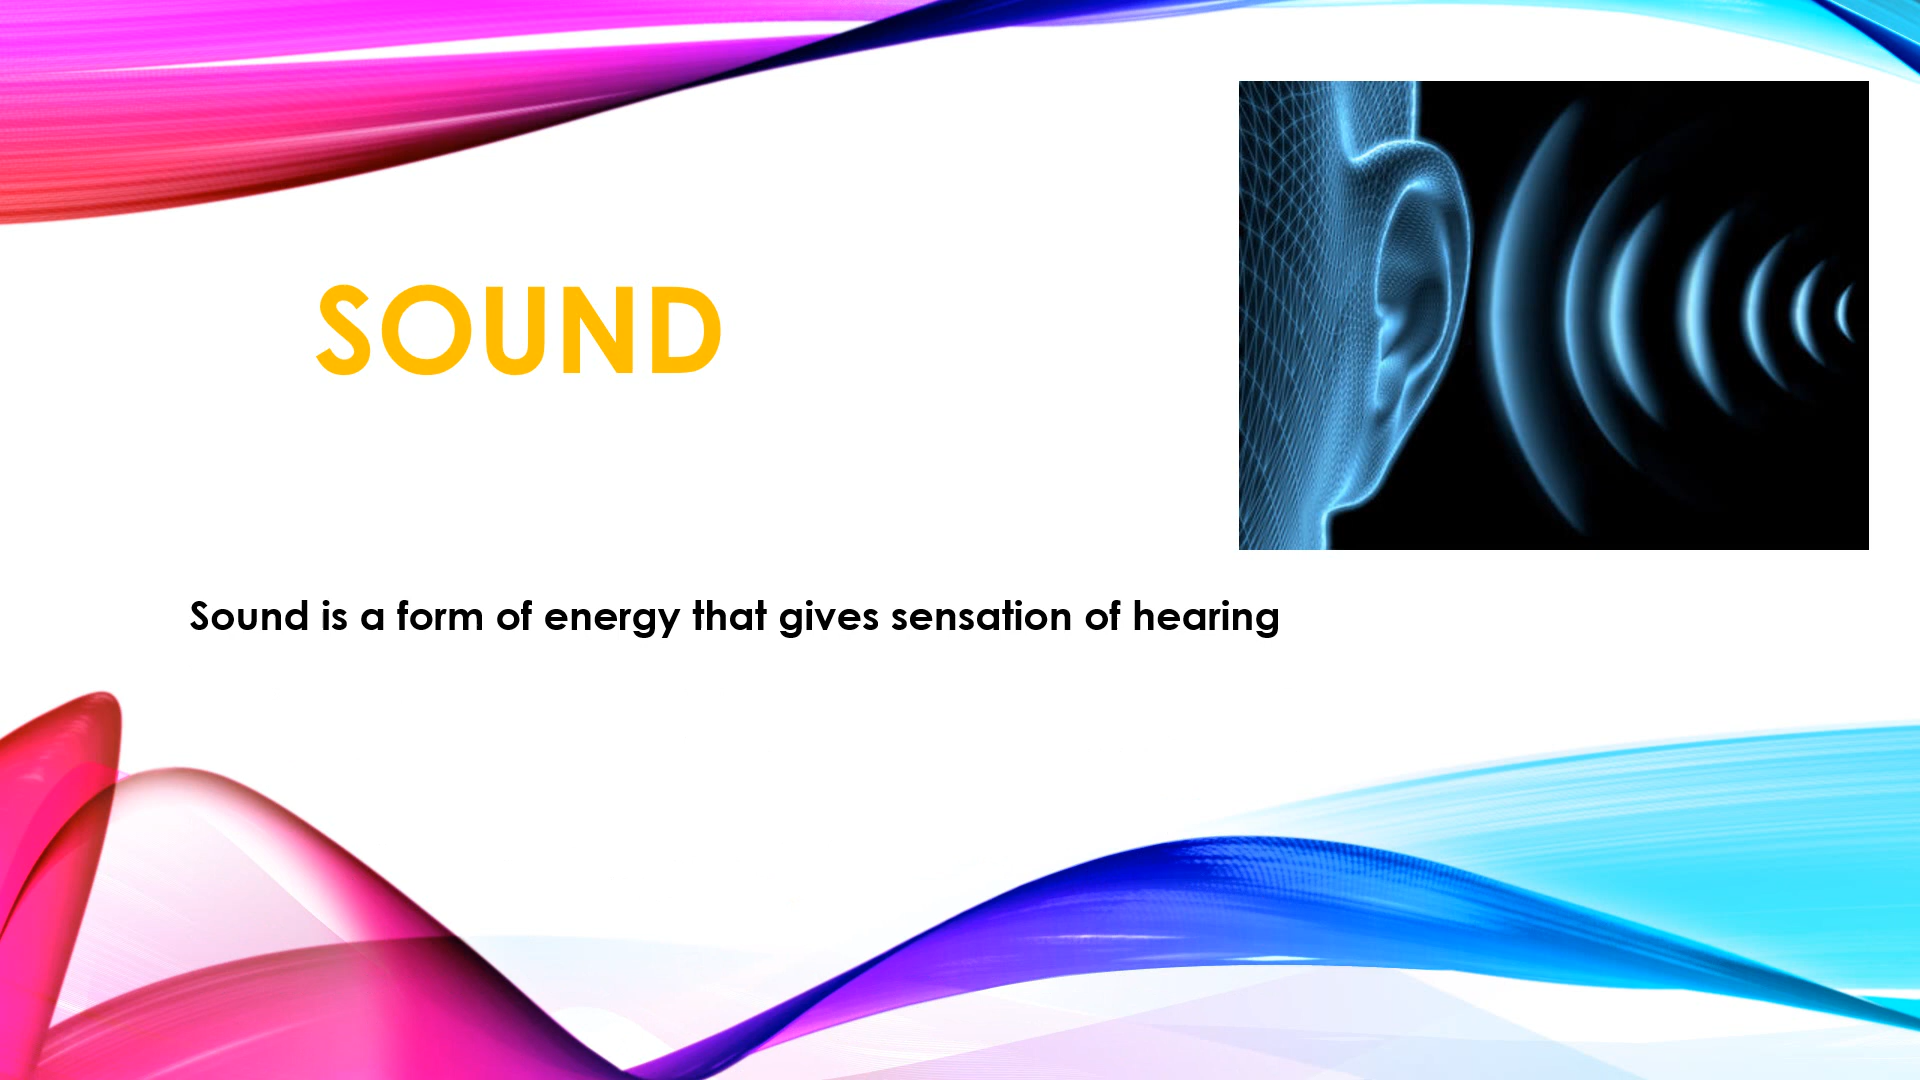 SOUND
Sound is a form of energy that gives sensation of hearing